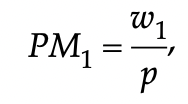 PM₁ = w₁/p,